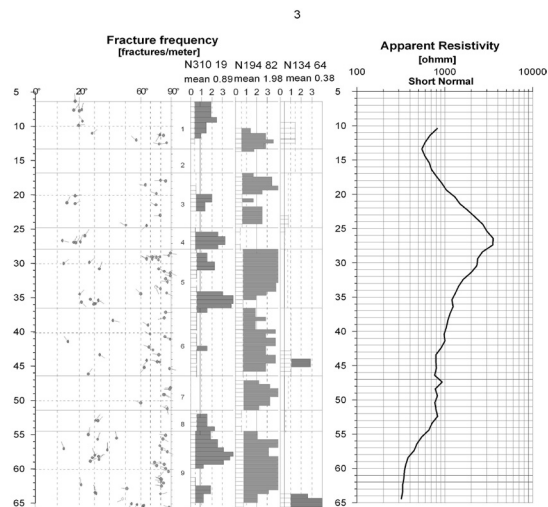 3
Fracture frequency
[fractures/meter]
N310 19 N194 82 N134 64
mean 0.89 mean 1.98 mean 0.38
Apparent Resistivity
[ohmm]
Short Normal
100 1000 10000
0° 20° 60° 90° 0 1 2 3 0 1 2 3 0 1 2 3
5 5
10 10
1
15 15
2
20 20
3
25 25
4
30 30
5
35 35
40 40
6
45 45
7
50 50
8
55 55
9
60 60
65 65